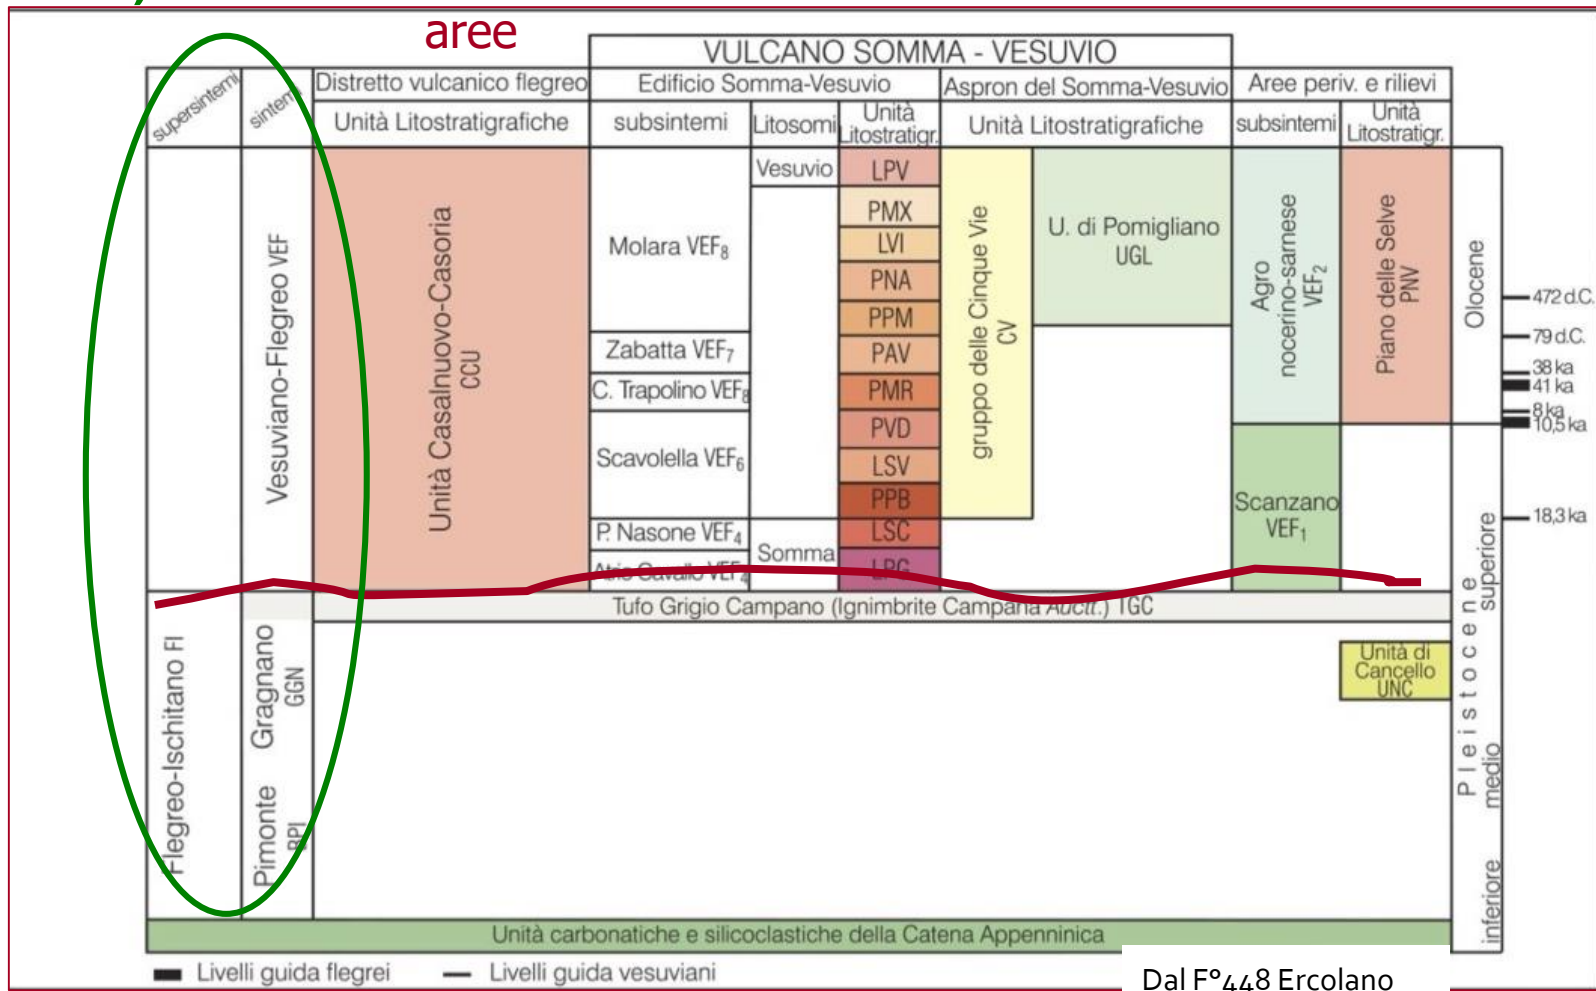 aree
VULCANO SOMMA - VESUVIO
supersintemi
sintemi
Distretto vulcanico flegreo
Edificio Somma-Vesuvio
Aspron del Somma-Vesuvio
Aree periv. e rilievi
Unità Litostratigrafiche
subsintemi
Litosomi
Unità
Litostratigr.
Unità Litostratigrafiche
subsintemi
Unità
Litostratigr.
Flegreo-Ischitano FI
Vesuviano-Flegreo VEF
Gragnano
GGN
Pimonte
BPI
Unità Casalnuovo-Casoria
CCU
Molara VEF8
Zabatta VEF7
C. Trapolino VEF8
Scavolella VEF6
P. Nasone VEF4
Atrio Cavallo VEF4
Vesuvio
Somma
LPV
PMX
LVI
PNA
PPM
PAV
PMR
PVD
LSV
PPB
LSC
LPG
gruppo delle Cinque Vie
CV
U. di Pomigliano
UGL
Agro
nocerino-sarnese
VEF2
Scanzano
VEF1
Piano delle Selve
PNV
Unità di
Cancello
UNC
Olocene
Pleistocene
superiore
medio
inferiore
472 d.C.
79 d.C.
38 ka
41 ka
8 ka
10,5 ka
18,3 ka
Tufo Grigio Campano (Ignimbrite Campana Auctt.) TGC
Unità carbonatiche e silicoclastiche della Catena Appenninica
Livelli guida flegrei
Livelli guida vesuviani
Dal F°448 Ercolano